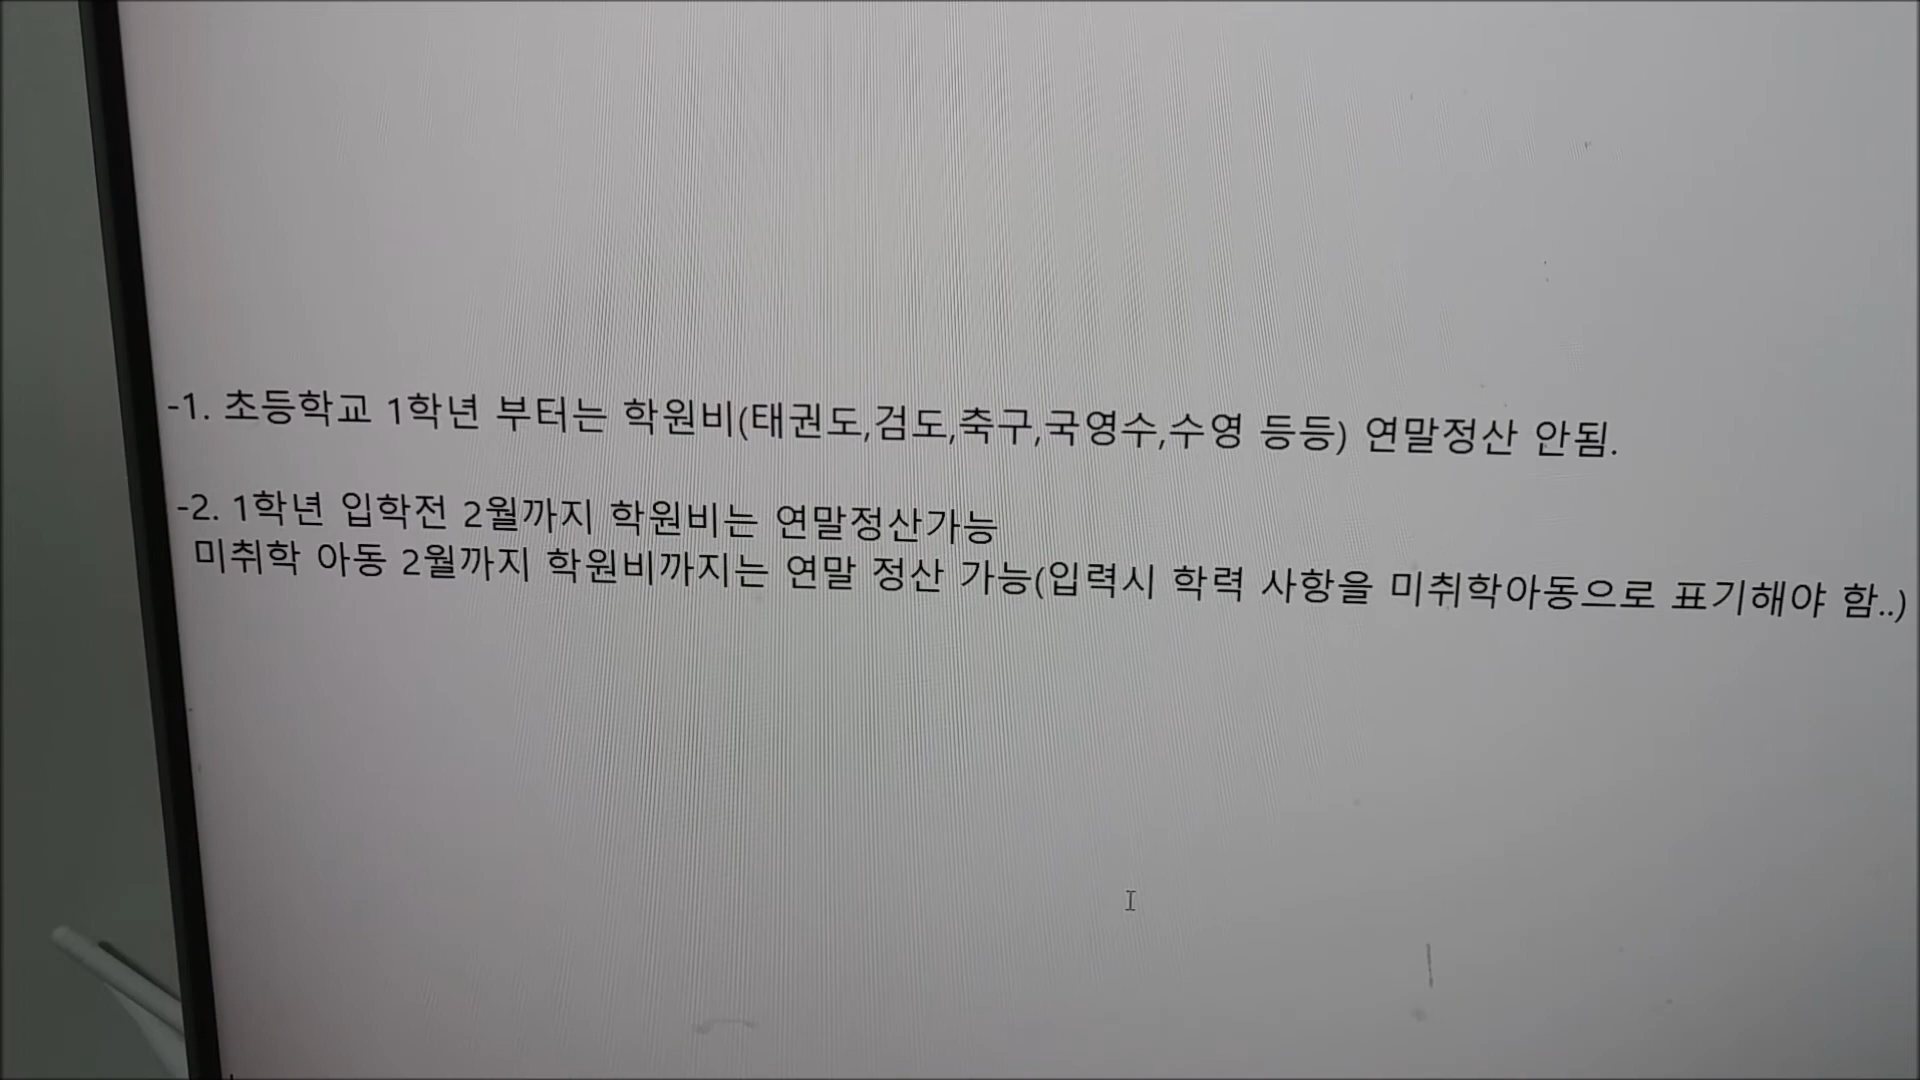 -1. 초등학교 1학년 부터는 학원비(태권도,검도,축구,국영수,수영 등등) 연말정산 안됨.
-2. 1학년 입학전 2월까지 학원비는 연말정산가능
미취학 아동 2월까지 학원비까지는 연말 정산 가능(입력시 학력 사항을 미취학아동으로 표기해야 함..)